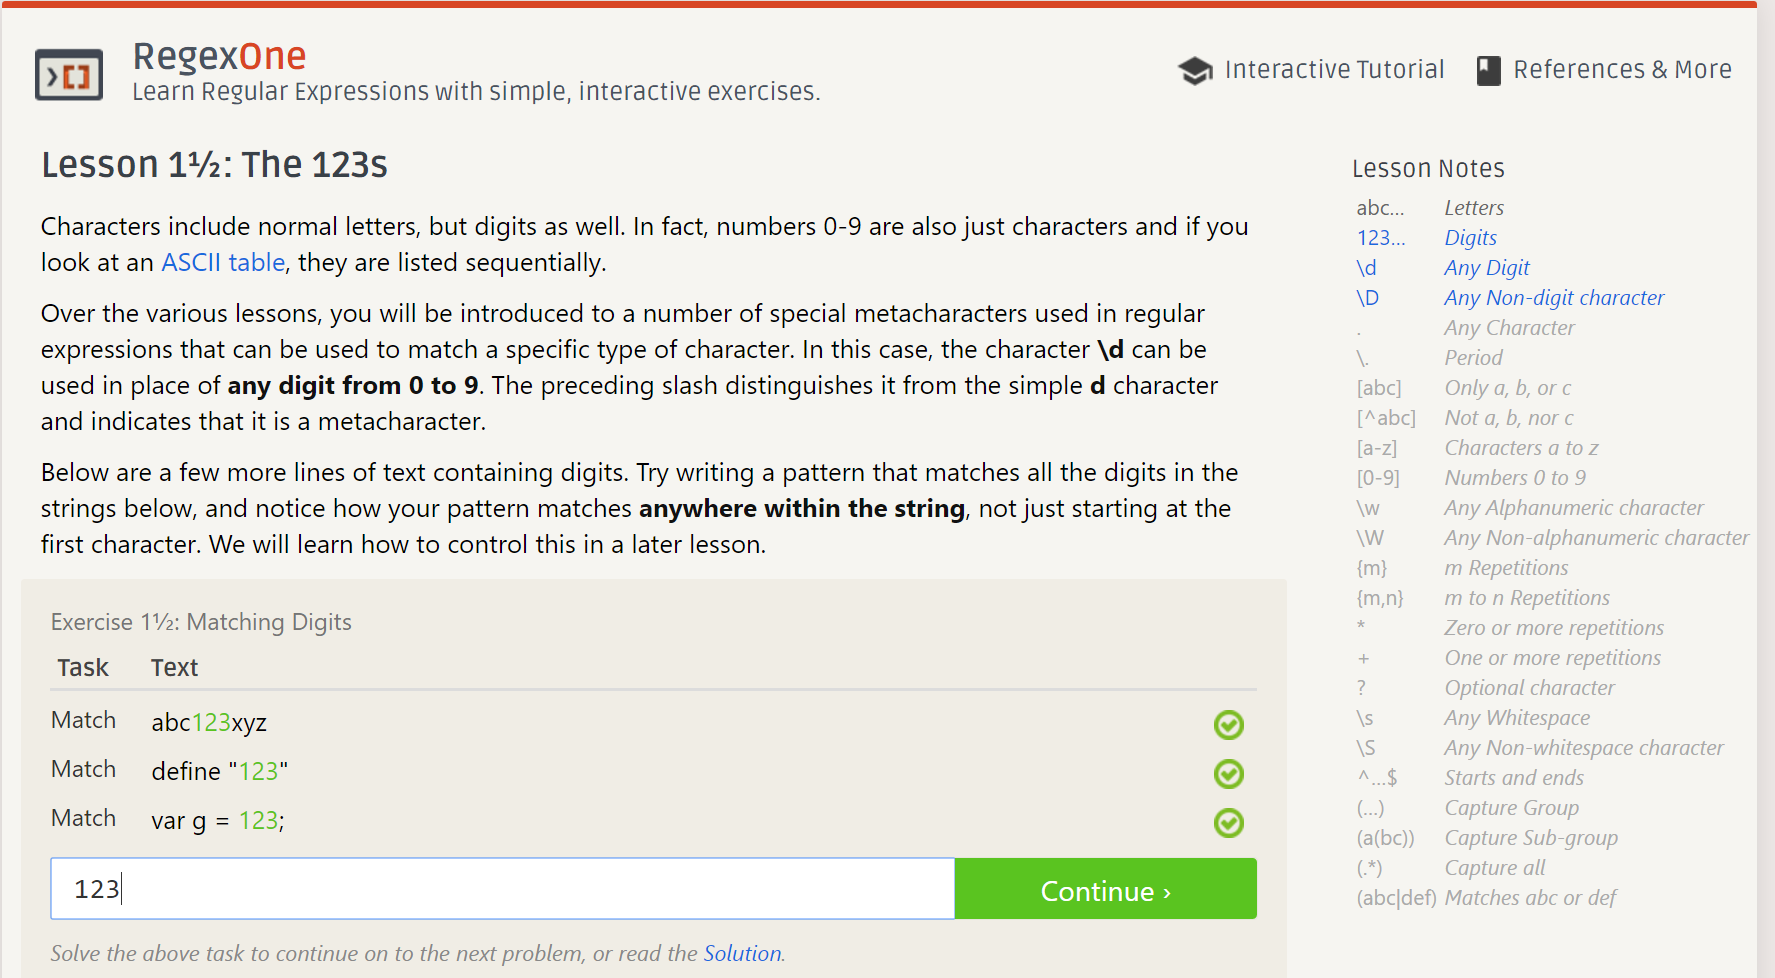 RegexOne
Learn Regular Expressions with simple, interactive exercises.
Interactive Tutorial
References & More
Lesson 1½: The 123s
Characters include normal letters, but digits as well. In fact, numbers 0-9 are also just characters and if you
look at an ASCII table, they are listed sequentially.
Over the various lessons, you will be introduced to a number of special metacharacters used in regular
expressions that can be used to match a specific type of character. In this case, the character \d can be
used in place of any digit from 0 to 9. The preceding slash distinguishes it from the simple d character
and indicates that it is a metacharacter.
Below are a few more lines of text containing digits. Try writing a pattern that matches all the digits in the
strings below, and notice how your pattern matches anywhere within the string, not just starting at the
first character. We will learn how to control this in a later lesson.
Exercise 1½: Matching Digits
Task Text
Match abc123xyz
Match define "123"
Match var g = 123;
123
Continue ›
Solve the above task to continue on to the next problem, or read the Solution.
Lesson Notes
abc... Letters
123... Digits
\d Any Digit
\D Any Non-digit character
. Any Character
\. Period
[abc] Only a, b, or c
[^abc] Not a, b, nor c
[a-z] Characters a to z
[0-9] Numbers 0 to 9
\w Any Alphanumeric character
\W Any Non-alphanumeric character
{m} m Repetitions
{m,n} m to n Repetitions
* Zero or more repetitions
+ One or more repetitions
? Optional character
\s Any Whitespace
\S Any Non-whitespace character
^...$ Starts and ends
(...) Capture Group
(a(bc)) Capture Sub-group
(.*) Capture all
(abc|def) Matches abc or def